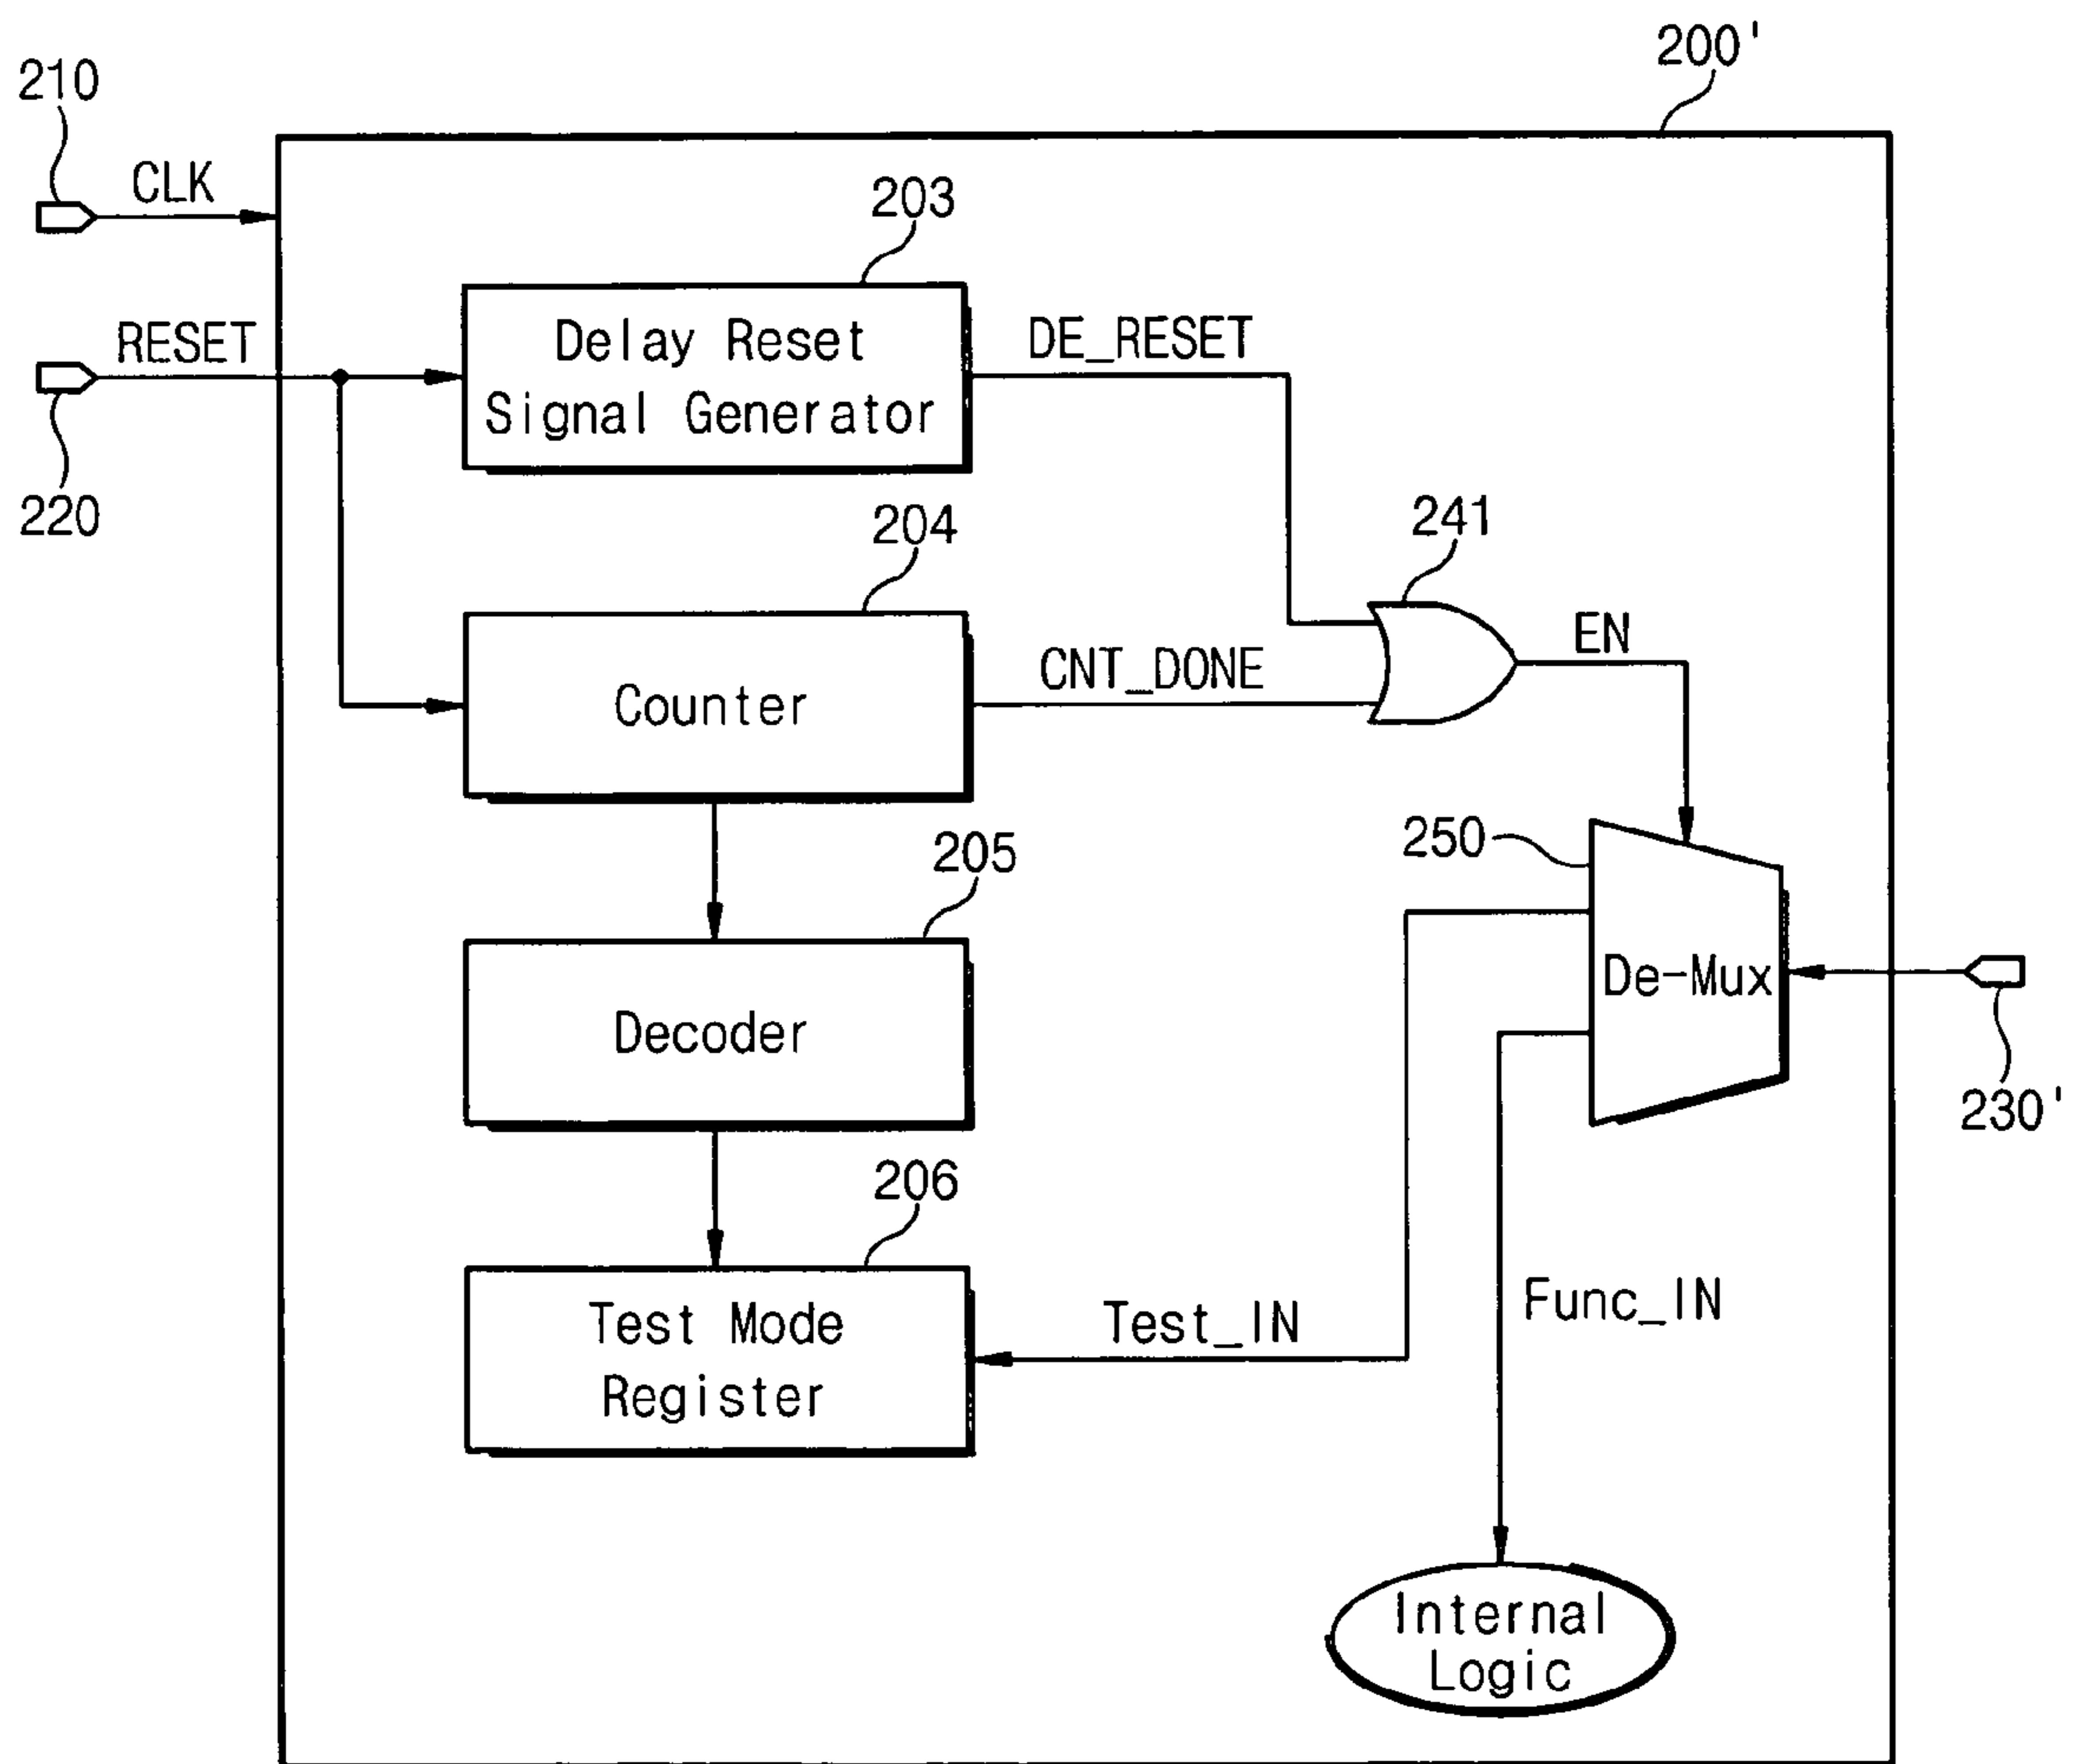 200'
210
CLK
203
RESET
Delay Reset
Signal Generator
DE_RESET
220
204
241
EN
Counter
CNT_DONE
205
250
Decoder
De-Mux
230'
206
Test Mode
Register
Test_IN
Func_IN
Internal
Logic